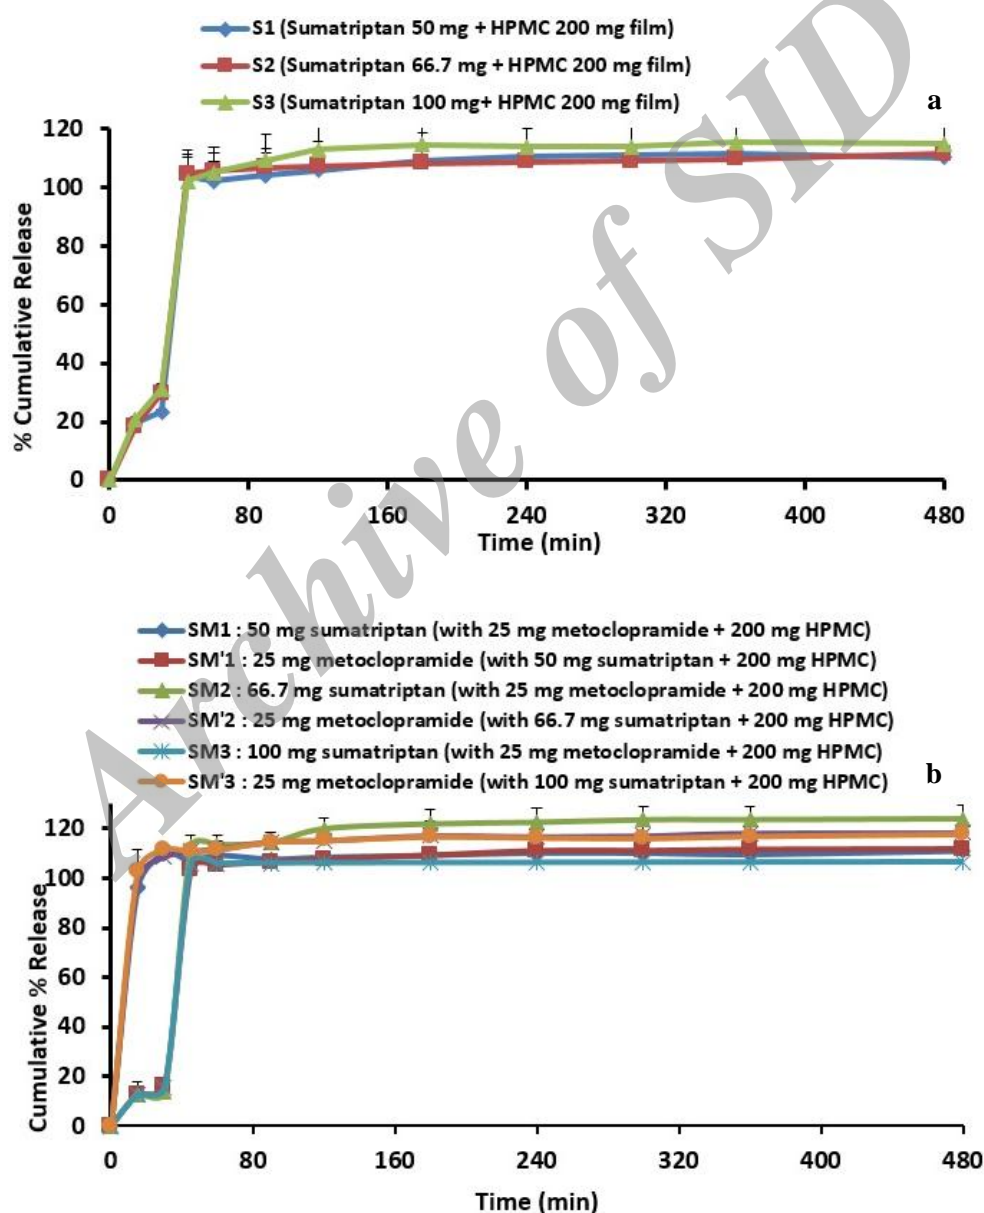 S1 (Sumatriptan 50 mg + HPMC 200 mg film)
S2 (Sumatriptan 66.7 mg + HPMC 200 mg film)
S3 (Sumatriptan 100 mg+ HPMC 200 mg film)
a
120
100
80
60
40
20
0
% Cumulative Release
0 80 160 240 320 400 480
Time (min)
SM1 : 50 mg sumatriptan (with 25 mg metoclopramide + 200 mg HPMC)
SM'1 : 25 mg metoclopramide (with 50 mg sumatriptan + 200 mg HPMC)
SM2 : 66.7 mg sumatriptan (with 25 mg metoclopramide + 200 mg HPMC)
SM'2 : 25 mg metoclopramide (with 66.7 mg sumatriptan + 200 mg HPMC)
SM3 : 100 mg sumatriptan (with 25 mg metoclopramide + 200 mg HPMC)
SM'3 : 25 mg metoclopramide (with 100 mg sumatriptan + 200 mg HPMC)
b
120
100
80
60
40
20
0
Cumulative % Release
0 80 160 240 320 400 480
Time (min)
Archive of SID